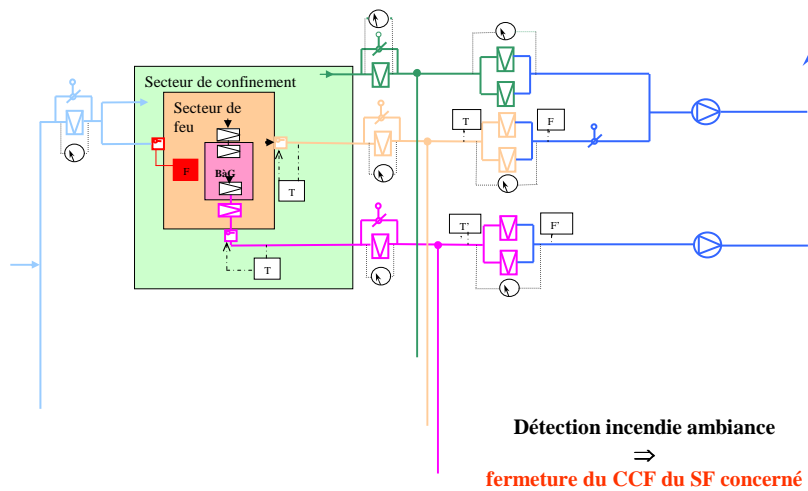 Secteur de confinement
Secteur de
feu
F
BàG
T
T
T
F
T'
F'
Détection incendie ambiance
⇒
fermeture du CCF du SF concerné